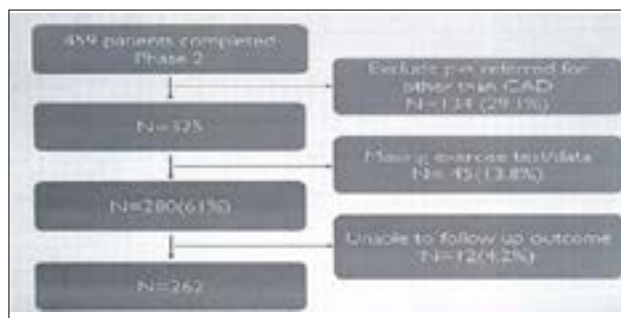 459 patients completed
Phase 2
Exclude pts referred for
other than CAD
N=134 (29.1%)
N=325
Missing exercise test/data
N= 45(13.8%)
N=280(61%)
Unable to follow up outcome
N=12(4.2%)
N=262